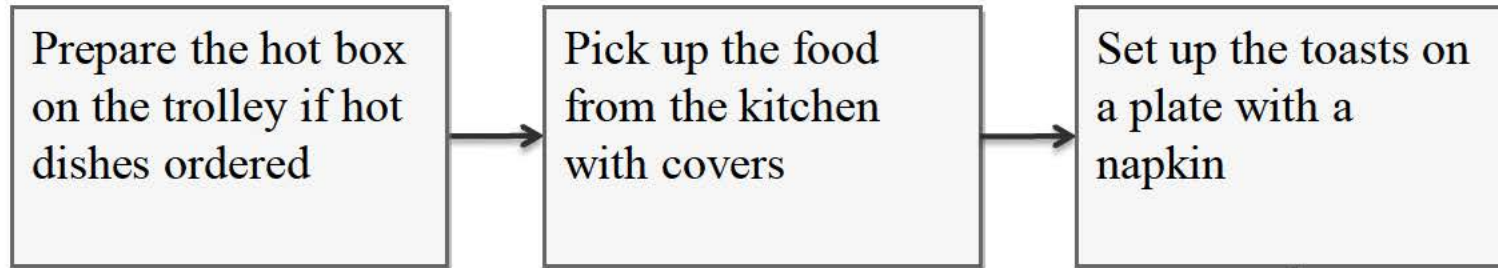 Prepare the hot box
on the trolley if hot
dishes ordered
Pick up the food
from the kitchen
with covers
Set up the toasts on
a plate with a
napkin